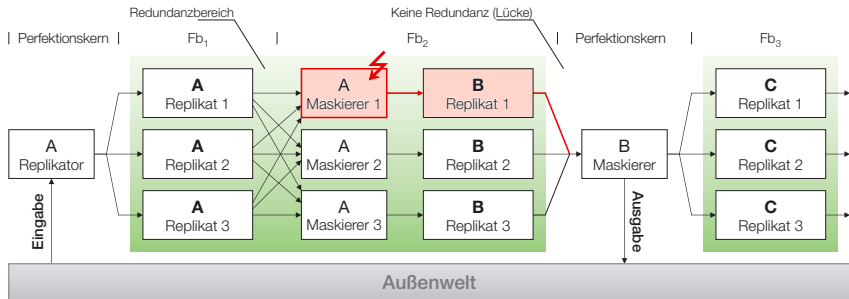 Redundanzbereich
Keine Redundanz (Lücke)
Perfektionskern
Fb1
Fb2
Perfektionskern
Fb3
A
Replikat 1
A
Maskierer 1
B
Replikat 1
C
Replikat 1
A
Replikator
A
Replikat 2
A
Maskierer 2
B
Replikat 2
B
Maskierer
C
Replikat 2
A
Replikat 3
A
Maskierer 3
B
Replikat 3
C
Replikat 3
Eingabe
Ausgabe
Außenwelt